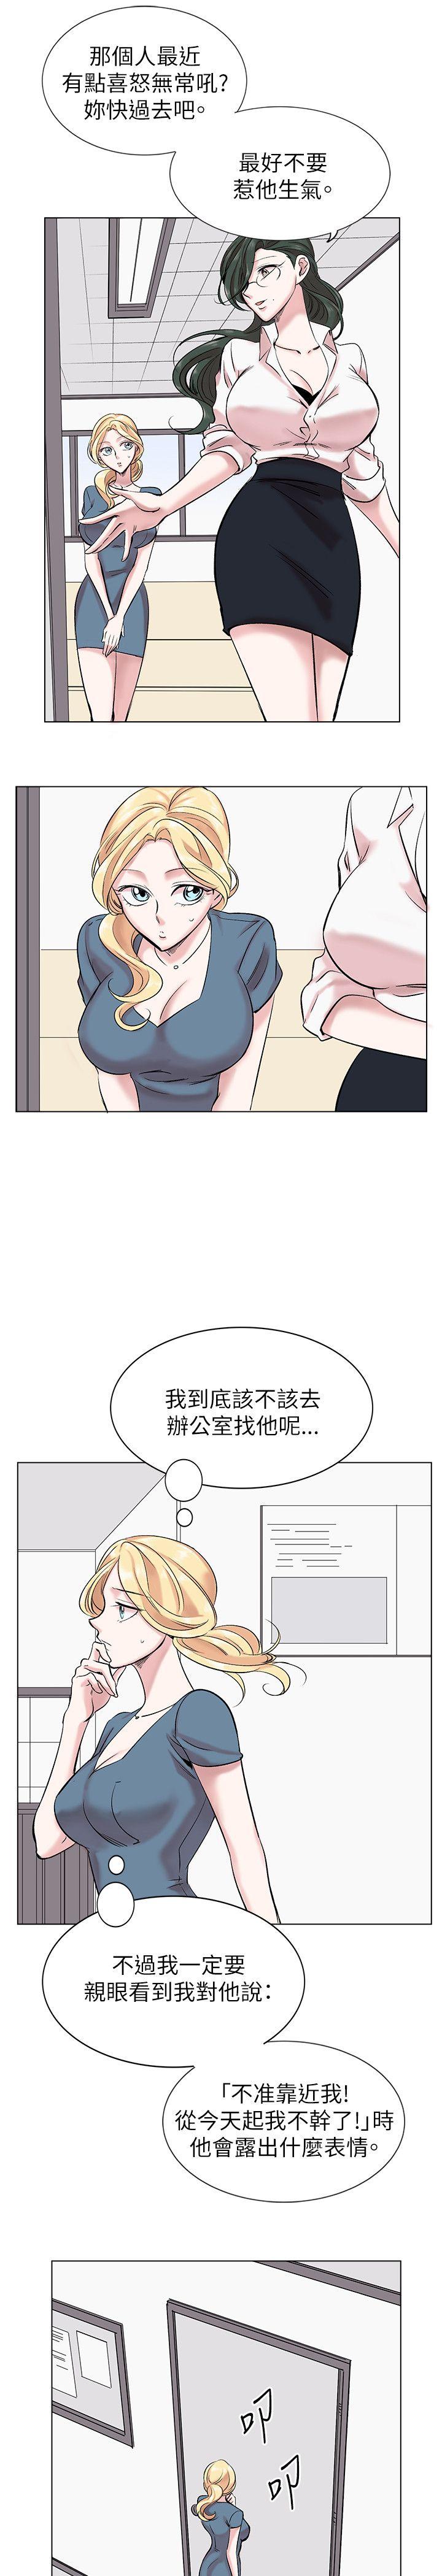 那個人最近
有點喜怒無常吼?
妳快過去吧。
最好不要
惹他生氣。
我到底該不該去
辦公室找他呢...
不過我一定要
親眼看到我對他說：
「不准靠近我!
從今天起我不幹了!」時
他會露出什麼表情。
叩
叩